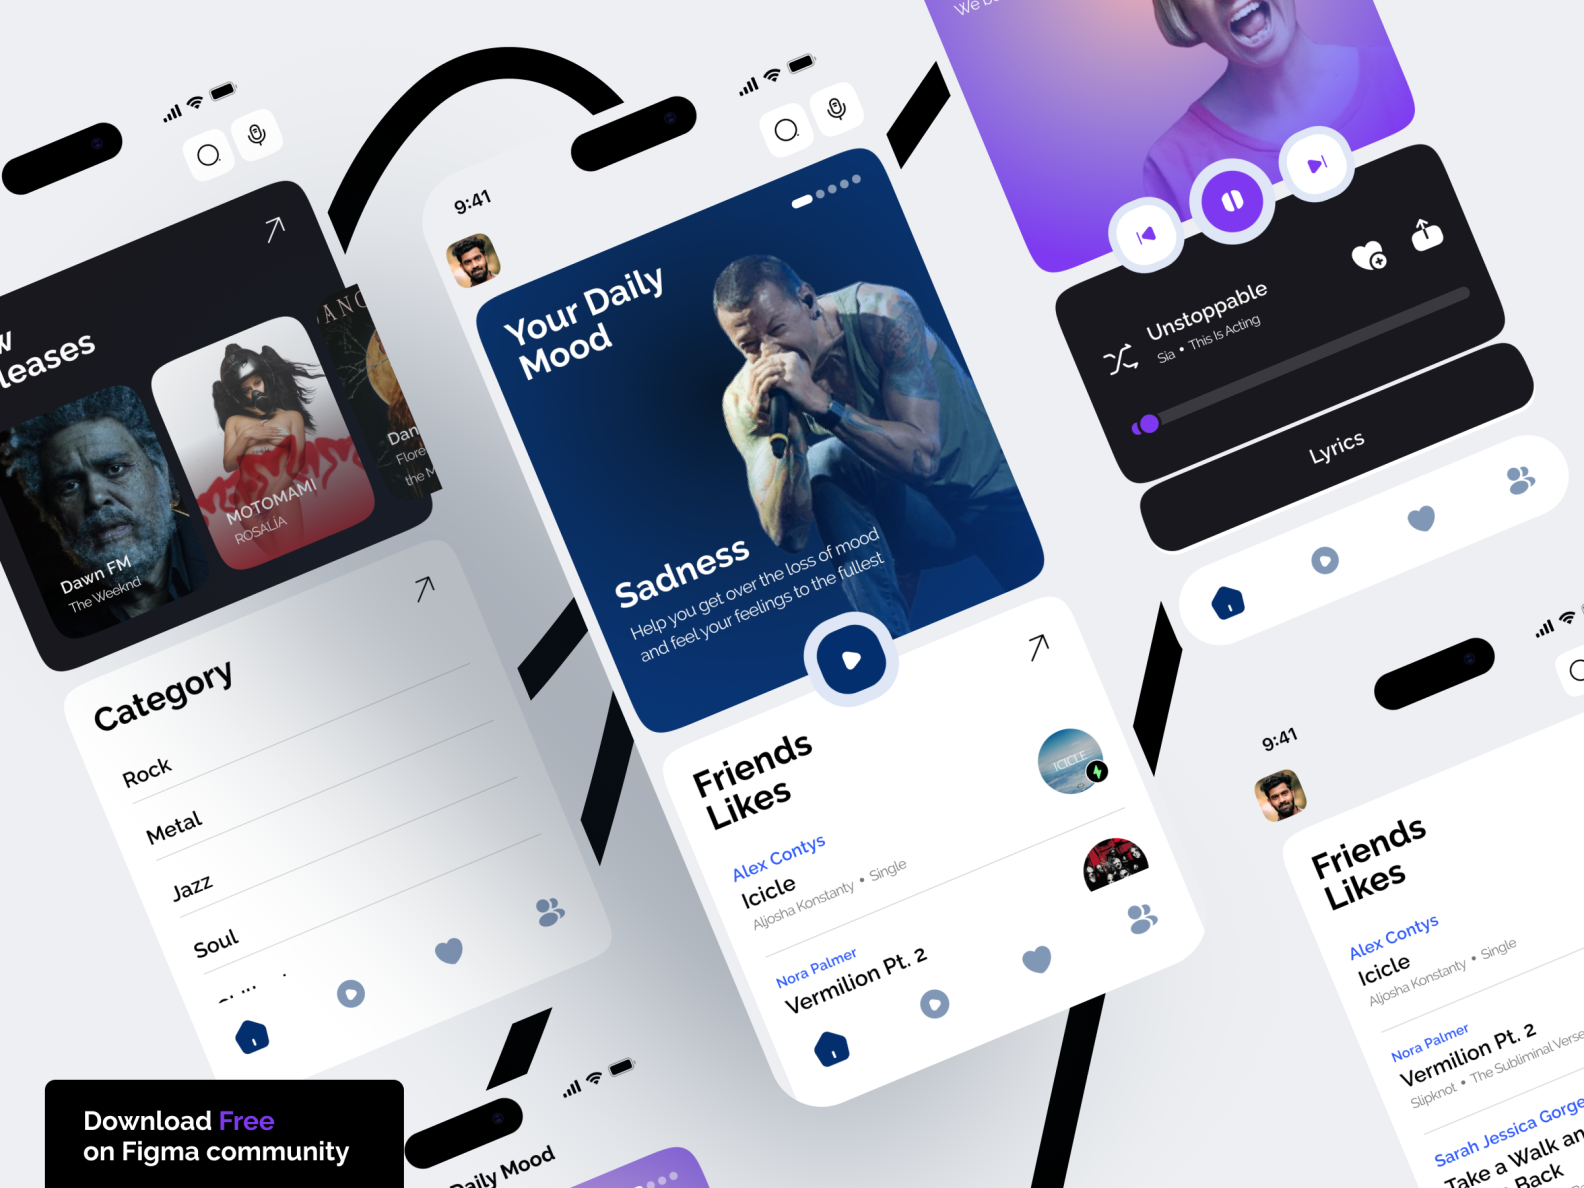 w
leases
Dawn FM
The Weeknd
MOTOMAMI
ROSALÍA
ANC
Dan
Flore
the M
Category
Rock
Metal
Jazz
Soul
9:41
Your Daily
Mood
Sadness
Help you get over the loss of mood
and feel your feelings to the fullest
Friends
Likes
ICICLE
Alex Contys
Icicle
Aljosha Konstanty • Single
Nora Palmer
Vermilion Pt. 2
We b
Unstoppable
Sia • This Is Acting
Lyrics
9:41
Friends
Likes
Alex Contys
Icicle
Aljosha Konstanty • Single
Nora Palmer
Vermilion Pt. 2
Slipknot • The Subliminal Verse
Sarah Jessica Gorge
Take a Walk an
Back
Daily Mood
Download Free
on Figma community